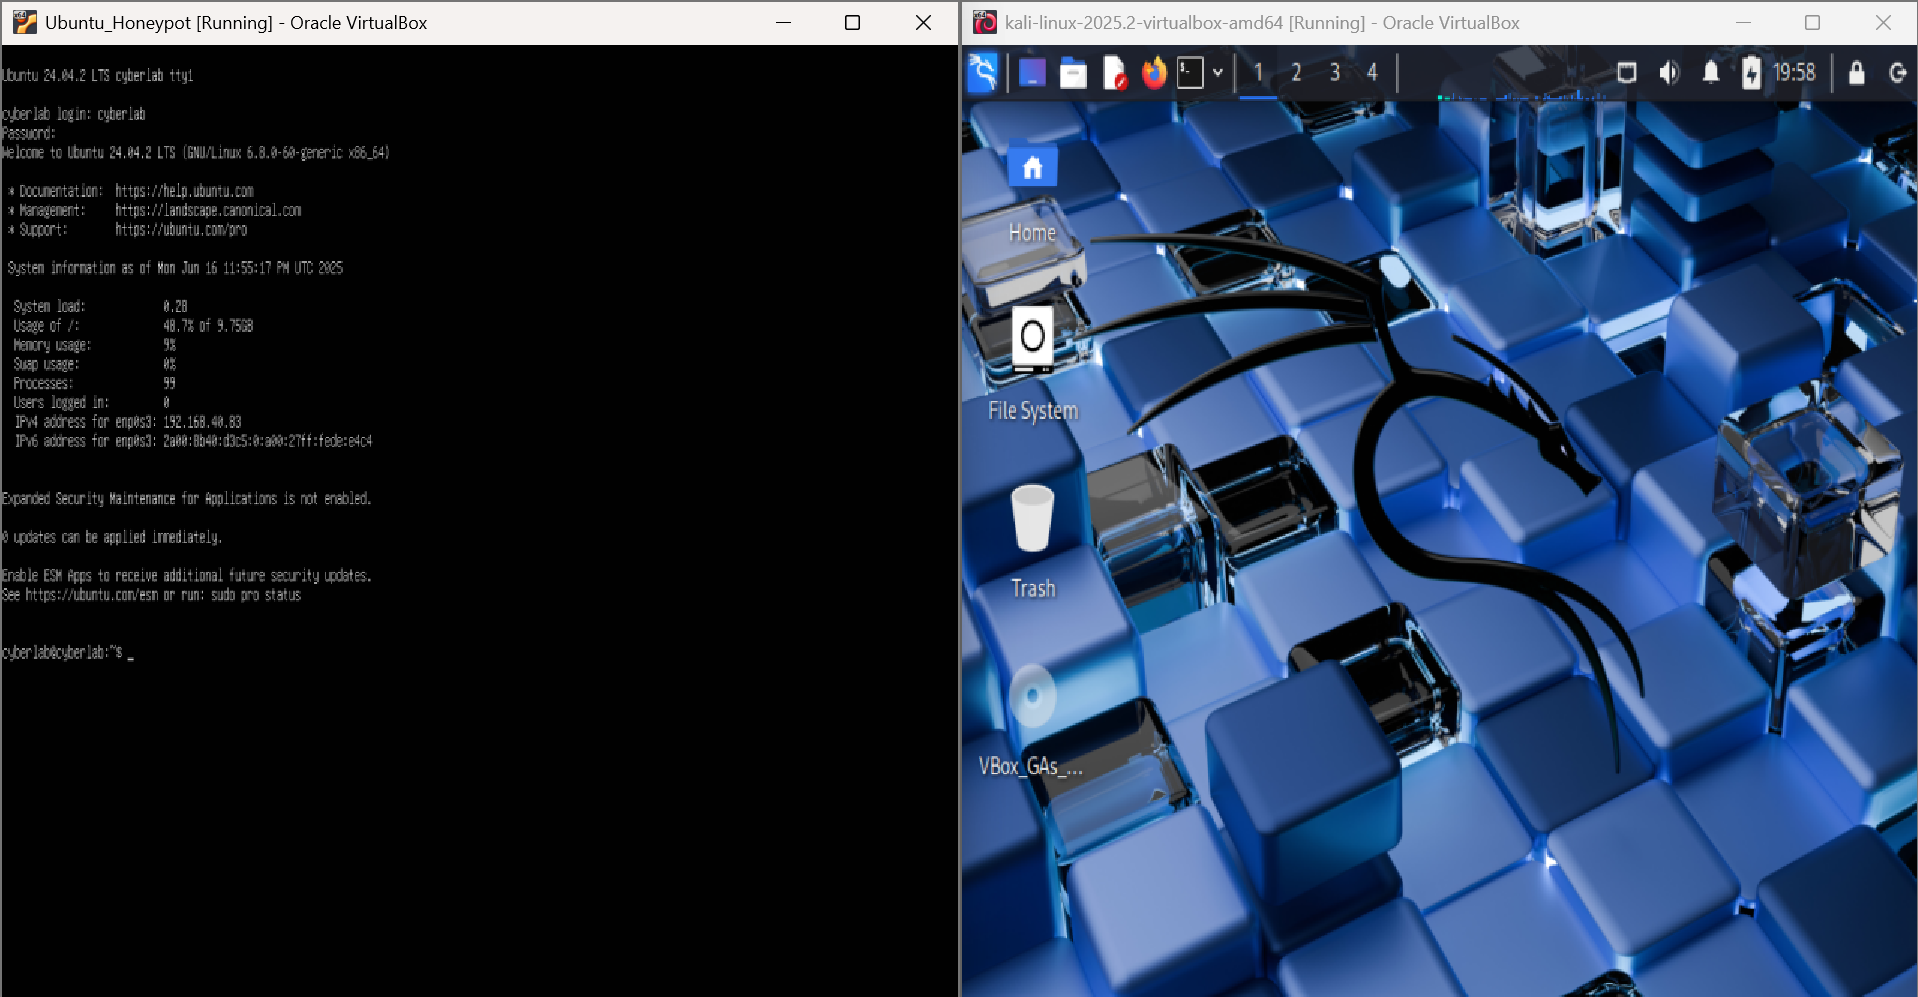 Ubuntu_Honeypot [Running] - Oracle VirtualBox
Ubuntu 24.04.2 LTS cyberlab tty1
cyberlab login: cyberlab
Password:
Welcome to Ubuntu 24.04.2 LTS (GNU/Linux 6.8.0-60-generic x86_64)
* Documentation: https://help.ubuntu.com
* Management: https://landscape.canonical.com
* Support: https://ubuntu.com/pro
System information as of Mon Jun 16 11:55:17 PM UTC 2025
System load: 0.28
Usage of /: 48.7% of 9.75GB
Memory usage: 9%
Swap usage: 0%
Processes: 99
Users logged in: 0
IPv4 address for enp0s3: 192.168.40.83
IPv6 address for enp0s3: 2a00:8b40:d3c5:0:a00:27ff:fede:e4c4
Expanded Security Maintenance for Applications is not enabled.
0 updates can be applied immediately.
Enable ESM Apps to receive additional future security updates.
See https://ubuntu.com/esm or run: sudo pro status
cyberlab@cyberlab:~$ _
kali-linux-2025.2-virtualbox-amd64 [Running] - Oracle VirtualBox
1 2 3 4 19:58
Home
File System
Trash
VBox_GAs_...